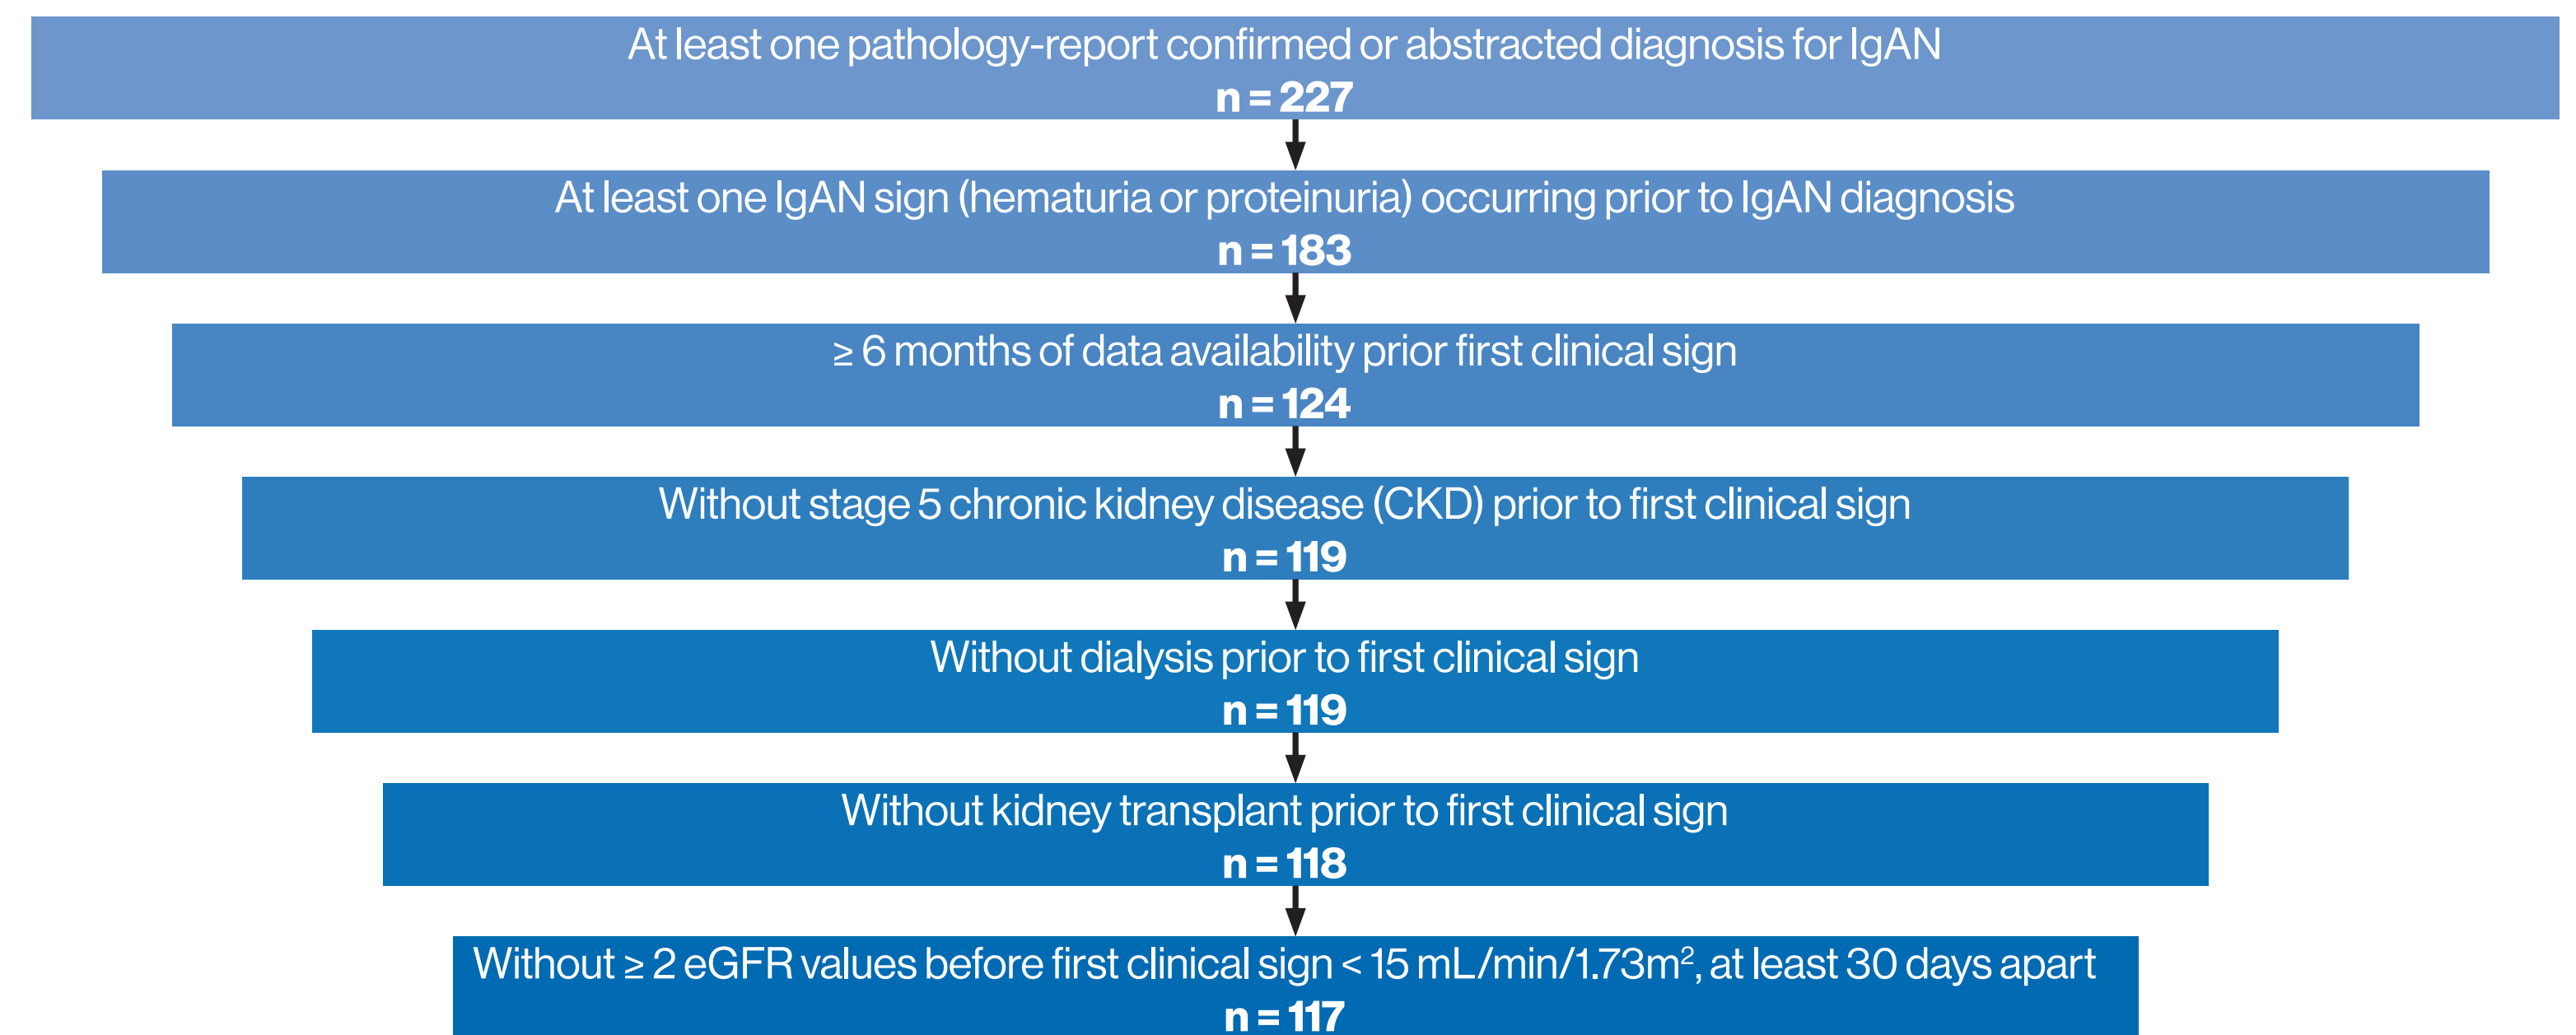 At least one pathology-report confirmed or abstracted diagnosis for IgAN
n = 227
At least one IgAN sign (hematuria or proteinuria) occurring prior to IgAN diagnosis
n = 183
≥ 6 months of data availability prior first clinical sign
n = 124
Without stage 5 chronic kidney disease (CKD) prior to first clinical sign
n = 119
Without dialysis prior to first clinical sign
n = 119
Without kidney transplant prior to first clinical sign
n = 118
Without ≥ 2 eGFR values before first clinical sign < 15 mL/min/1.73m², at least 30 days apart
n = 117